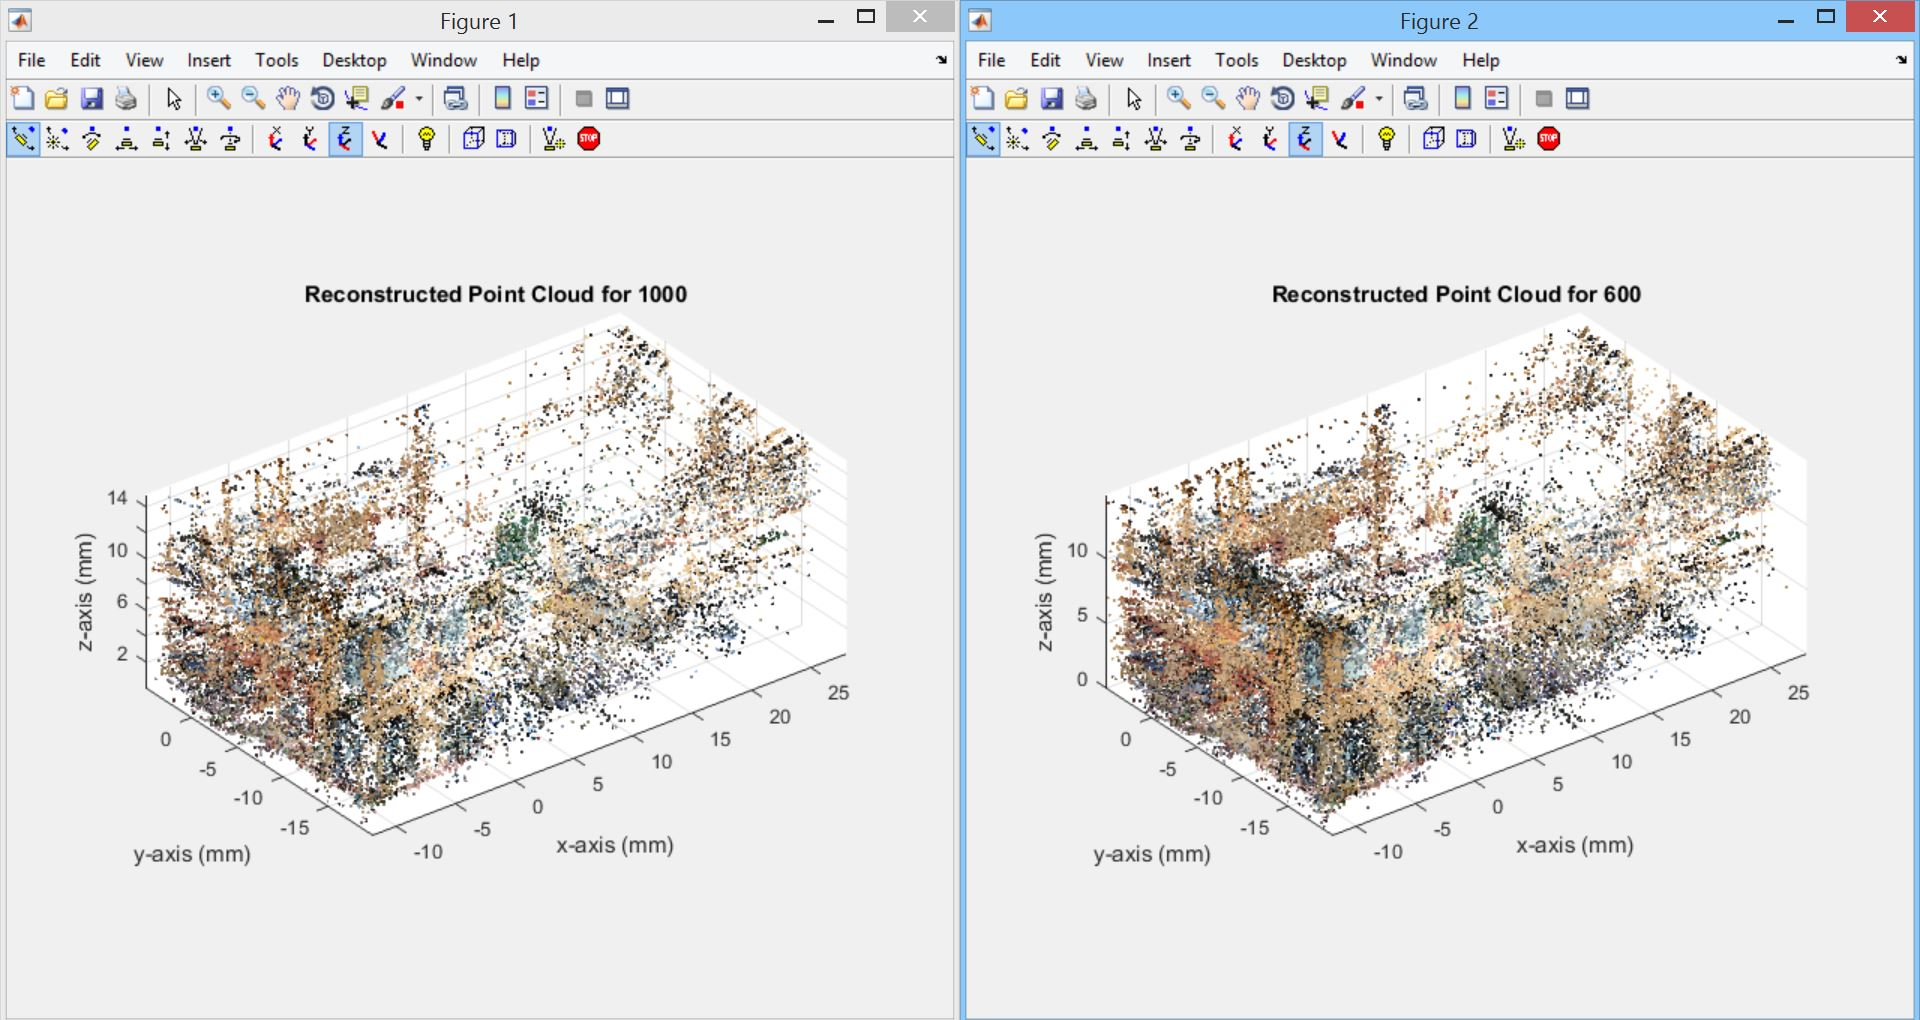 Figure 1
File Edit View Insert Tools Desktop Window Help
STOP
Reconstructed Point Cloud for 1000
14
10
6
2
z-axis (mm)
0
-5
-10
-15
y-axis (mm)
-10
-5
0
5
10
15
20
25
x-axis (mm)
Figure 2
File Edit View Insert Tools Desktop Window Help
STOP
Reconstructed Point Cloud for 600
10
5
0
z-axis (mm)
0
-5
-10
-15
y-axis (mm)
-10
-5
0
5
10
15
20
25
x-axis (mm)